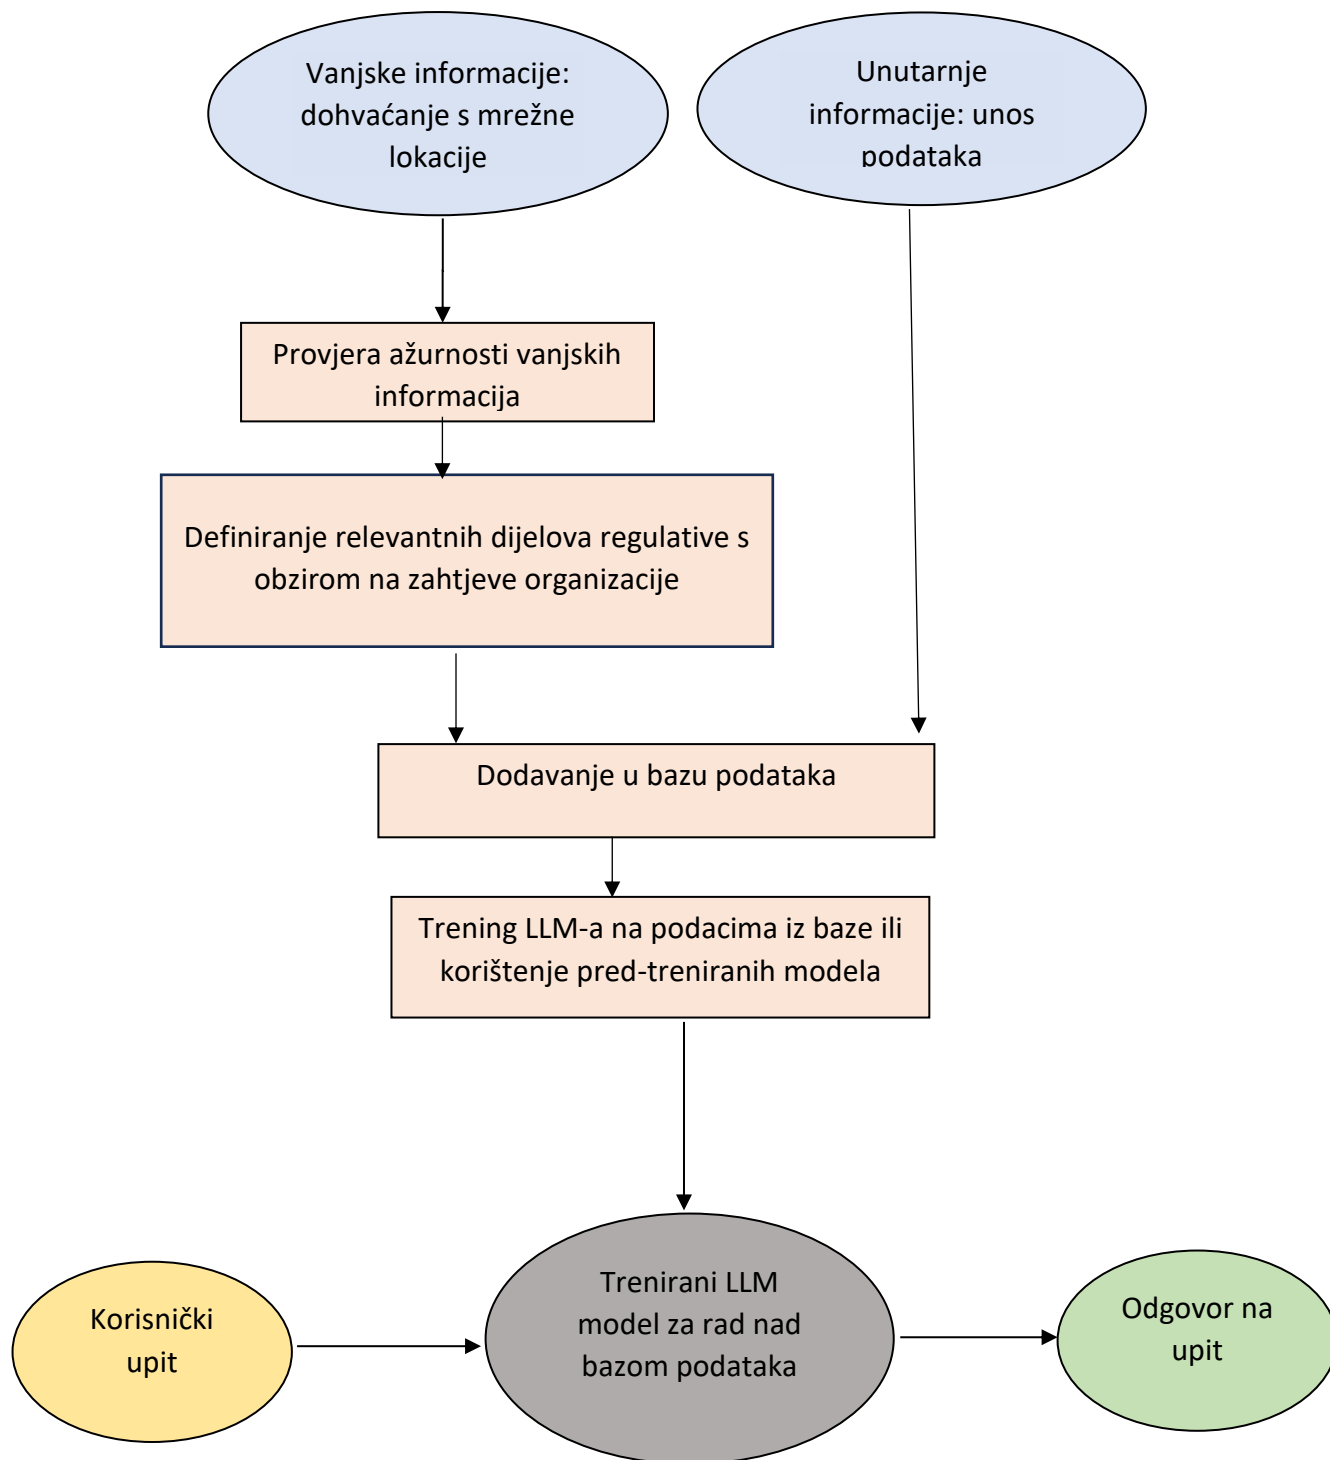 Vanjske informacije:
dohvaćanje s mrežne
lokacije
Unutarnje
informacije: unos
podataka
Provjera ažurnosti vanjskih
informacija
Definiranje relevantnih dijelova regulative s
obzirom na zahtjeve organizacije
Dodavanje u bazu podataka
Trening LLM-a na podacima iz baze ili
korištenje pred-treniranih modela
Korisnički
upit
Trenirani LLM
model za rad nad
bazom podataka
Odgovor na
upit